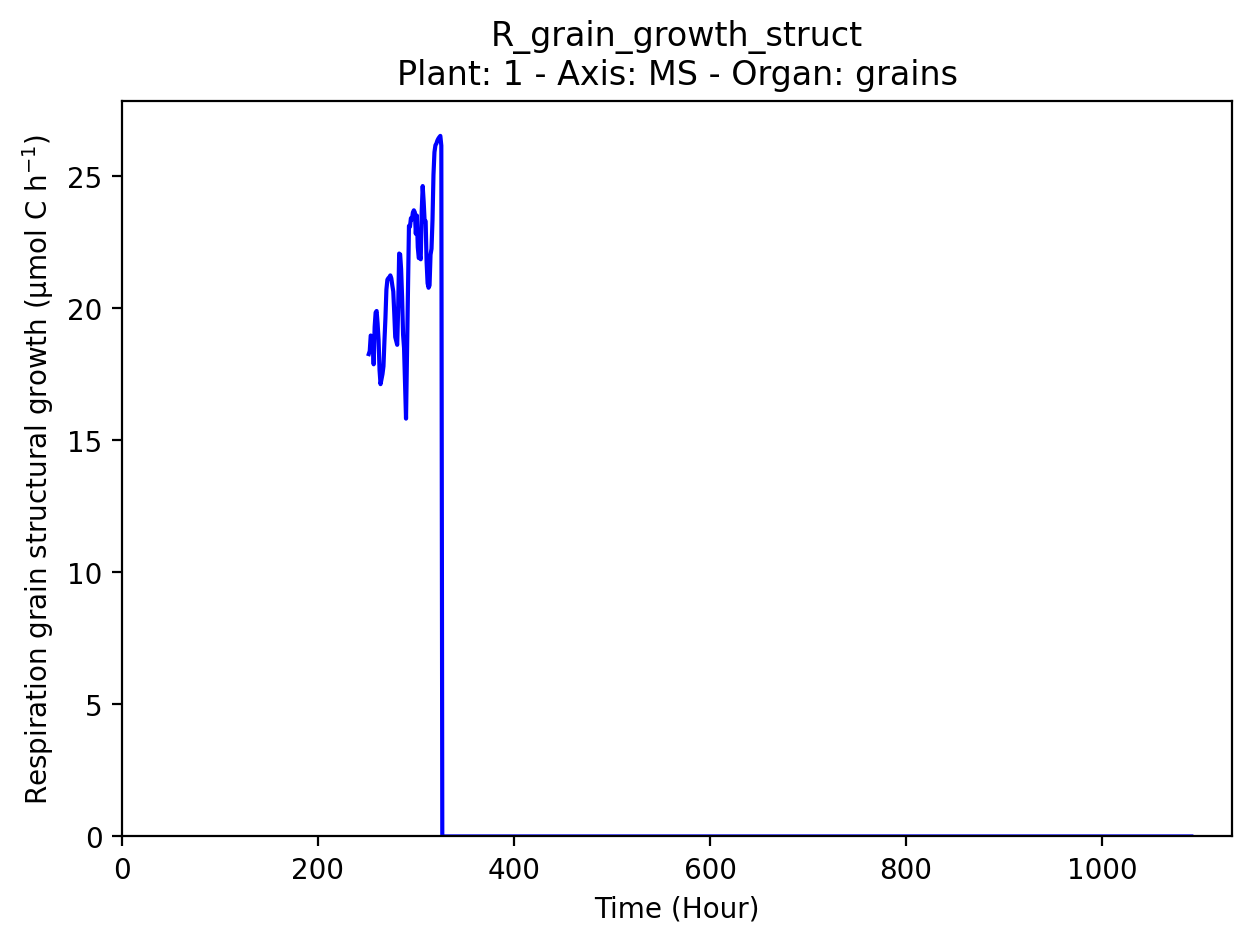 R_grain_growth_struct
Plant: 1 - Axis: MS - Organ: grains
Respiration grain structural growth (µmol C h⁻¹)
25
20
15
10
5
0
0 200 400 600 800 1000
Time (Hour)